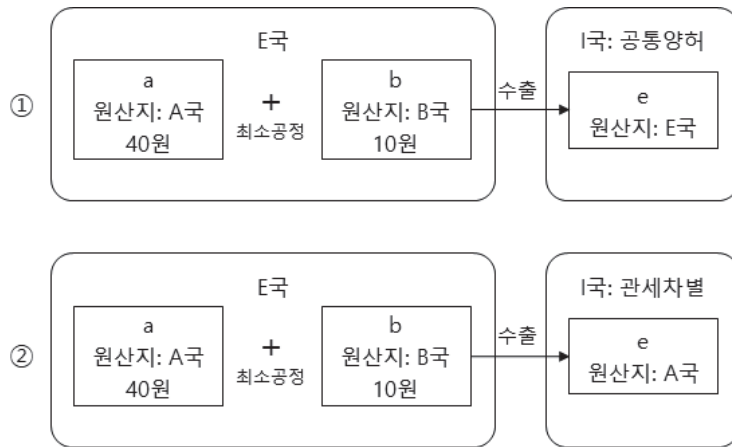 ①
E국
a
원산지: A국
40원
+
최소공정
b
원산지: B국
10원
수출
I국: 공통양허
e
원산지: E국
②
E국
a
원산지: A국
40원
+
최소공정
b
원산지: B국
10원
수출
I국: 관세차별
e
원산지: A국